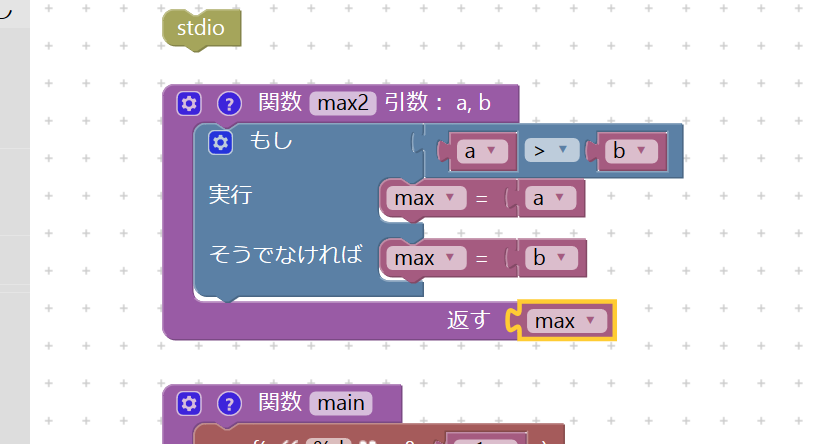 stdio
関数 max2 引数： a, b
もし a > b
実行 max = a
そうでなければ max = b
返す max
関数 main